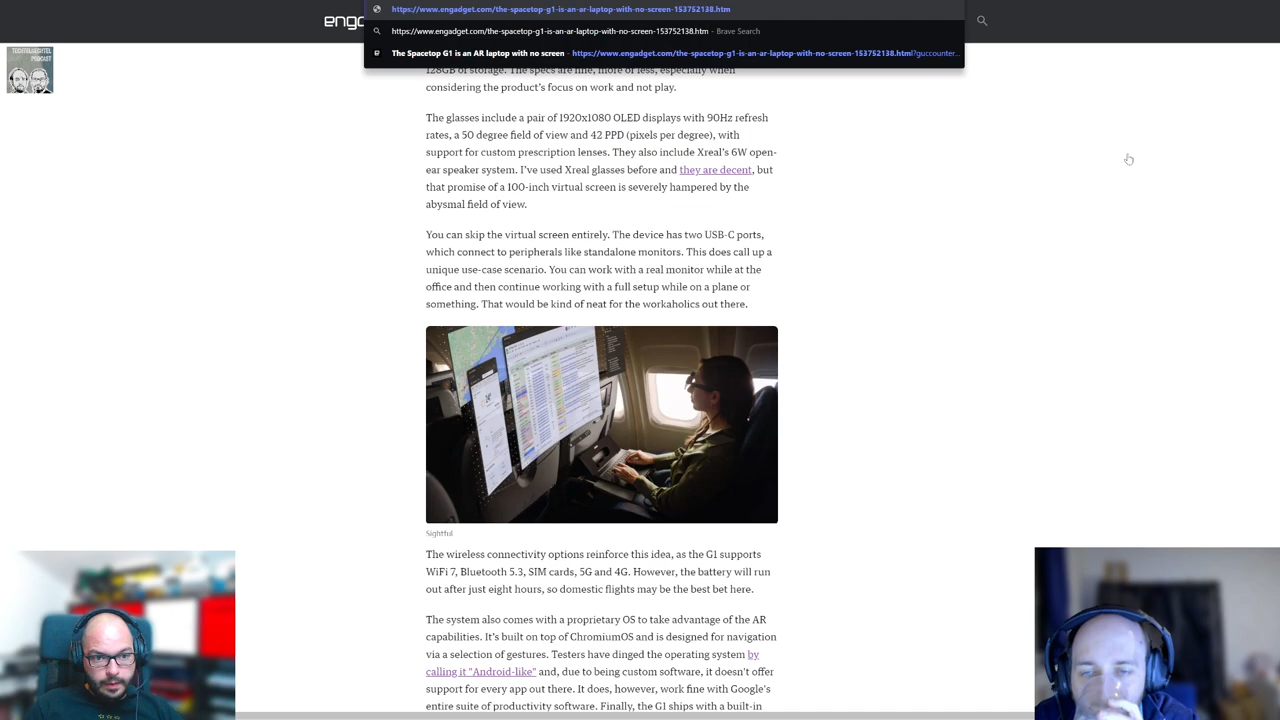 https://www.engadget.com/the-spacetop-g1-is-an-ar-laptop-with-no-screen-153752138.htm
engad
https://www.engadget.com/the-spacetop-g1-is-an-ar-laptop-with-no-screen-153752138.htm - Brave Search
The Spacetop G1 is an AR laptop with no screen - https://www.engadget.com/the-spacetop-g1-is-an-ar-laptop-with-no-screen-153752138.html?guccounter...
PODCAST
128GB of storage. The specs are fine, more or less, especially when
considering the product's focus on work and not play.
The glasses include a pair of 1920x1080 OLED displays with 90Hz refresh
rates, a 50 degree field of view and 42 PPD (pixels per degree), with
support for custom prescription lenses. They also include Xreal's 6W open-
ear speaker system. I've used Xreal glasses before and they are decent, but
that promise of a 100-inch virtual screen is severely hampered by the
abysmal field of view.
You can skip the virtual screen entirely. The device has two USB-C ports,
which connect to peripherals like standalone monitors. This does call up a
unique use-case scenario. You can work with a real monitor while at the
office and then continue working with a full setup while on a plane or
something. That would be kind of neat for the workaholics out there.
Sightful
The wireless connectivity options reinforce this idea, as the G1 supports
WiFi 7, Bluetooth 5.3, SIM cards, 5G and 4G. However, the battery will run
out after just eight hours, so domestic flights may be the best bet here.
The system also comes with a proprietary OS to take advantage of the AR
capabilities. It's built on top of ChromiumOS and is designed for navigation
via a selection of gestures. Testers have dinged the operating system by
calling it "Android-like" and, due to being custom software, it doesn't offer
support for every app out there. It does, however, work fine with Google's
entire suite of productivity software. Finally, the G1 ships with a built-in